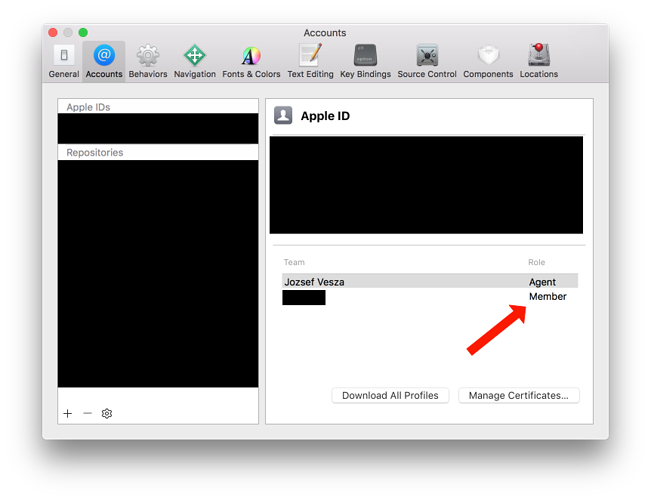 Accounts
General Accounts Behaviors Navigation Fonts & Colors Text Editing Key Bindings Source Control Components Locations
Apple IDs
Repositories
Apple ID
Team Role
Jozsef Vesza Agent
Member
Download All Profiles Manage Certificates...